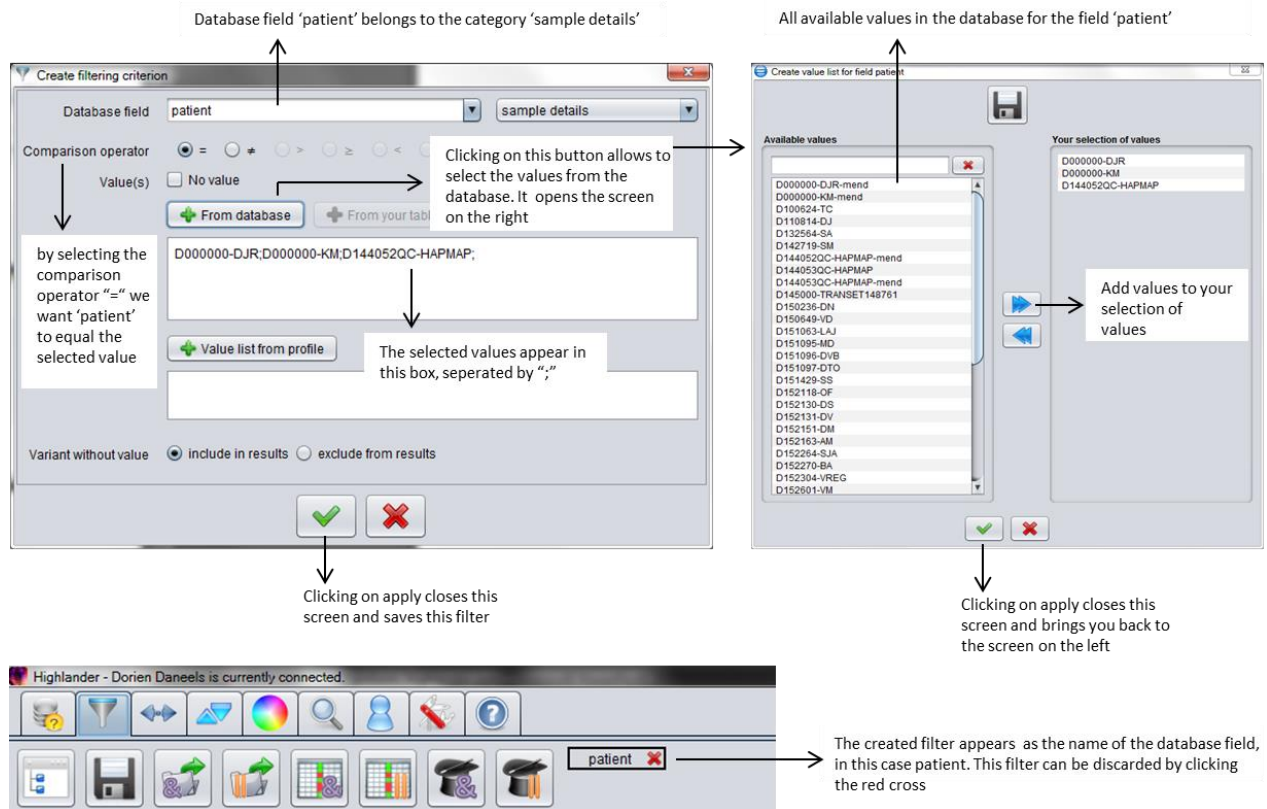 Database field ‘patient’ belongs to the category ‘sample details’
All available values in the database for the field ‘patient’
Create filtering criterion
Database field
patient
sample details
Comparison operator
= ≠ > ≥ <
Value(s)
No value
From database
From your tabl
Clicking on this button allows to
select the values from the
database. It opens the screen
on the right
by selecting the
comparison
operator “=“ we
want ‘patient’
to equal the
selected value
D000000-DJR;D000000-KM;D144052QC-HAPMAP;
Value list from profile
The selected values appear in
this box, seperated by “;”
Variant without value
include in results
exclude from results
Clicking on apply closes this
screen and saves this filter
Create value list for field patient
Available values
D000000-DJR-mend
D000000-KM-mend
D100624-TC
D110814-DJ
D132564-SA
D142719-SM
D144052QC-HAPMAP-mend
D144053QC-HAPMAP
D144053QC-HAPMAP-mend
D145000-TRANSET148761
D150236-DN
D150649-VD
D151063-LAJ
D151095-MD
D151096-DVB
D151097-DTO
D151429-SS
D152118-OF
D152130-DS
D152131-DV
D152151-DM
D152163-AM
D152264-SJA
D152270-BA
D152304-VREG
D152601-VM
Your selection of values
D000000-DJR
D000000-KM
D144052QC-HAPMAP
Add values to your
selection of
values
Clicking on apply closes this
screen and brings you back to
the screen on the left
Highlander - Dorien Daneels is currently connected.
patient
The created filter appears as the name of the database field,
in this case patient. This filter can be discarded by clicking
the red cross